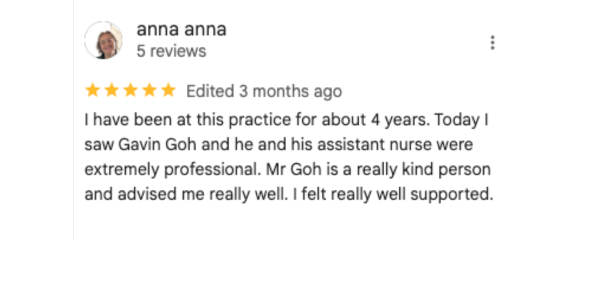 anna anna
5 reviews
Edited 3 months ago
I have been at this practice for about 4 years. Today I
saw Gavin Goh and he and his assistant nurse were
extremely professional. Mr Goh is a really kind person
and advised me really well. I felt really well supported.